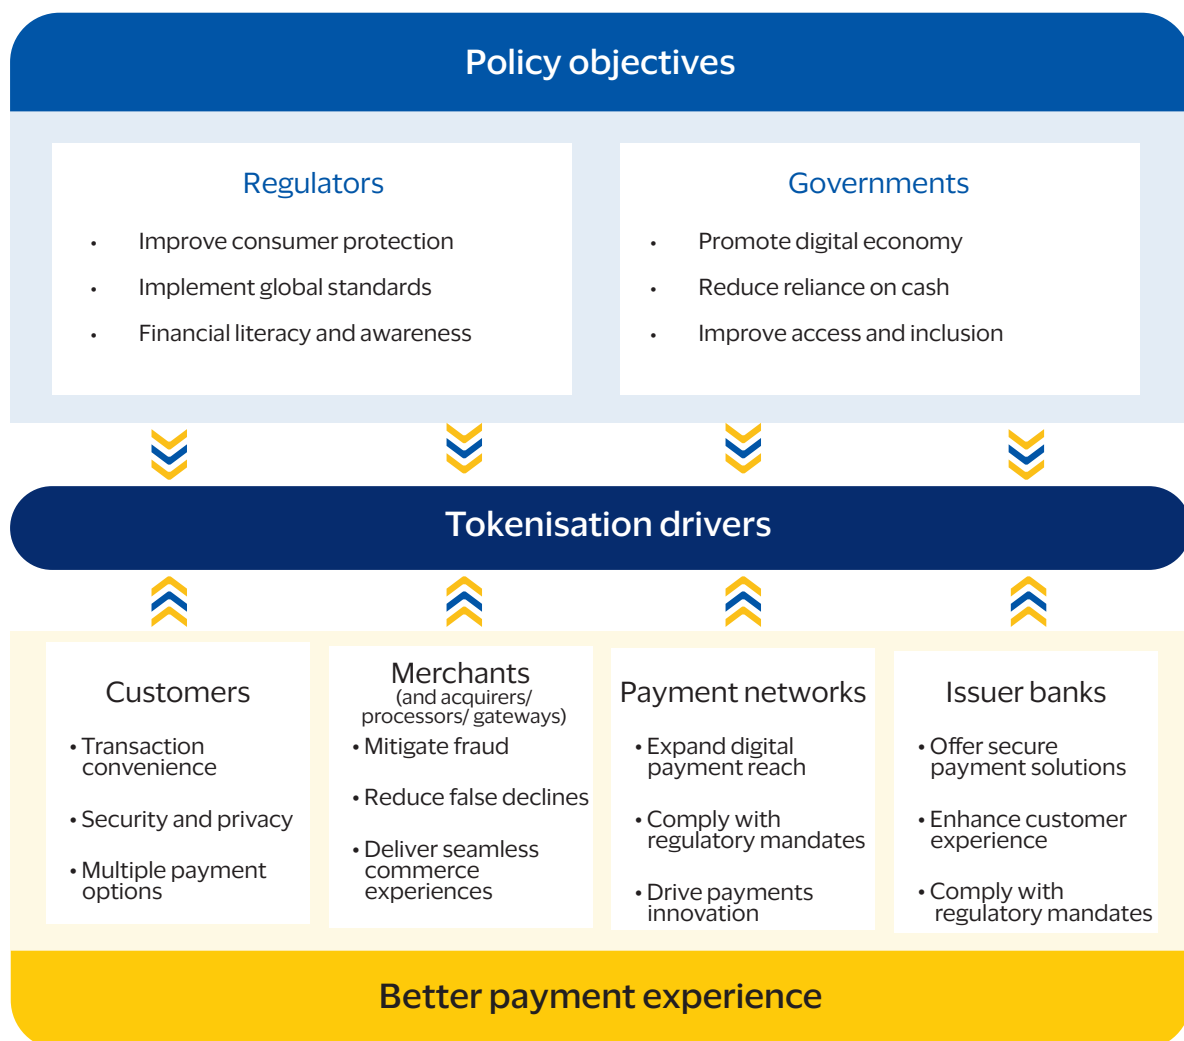 Policy objectives
Regulators
• Improve consumer protection
• Implement global standards
• Financial literacy and awareness
Governments
• Promote digital economy
• Reduce reliance on cash
• Improve access and inclusion
Tokenisation drivers
Customers
• Transaction
convenience
• Security and privacy
• Multiple payment
options
Merchants
(and acquirers/
processors/ gateways)
• Mitigate fraud
• Reduce false declines
• Deliver seamless
commerce
experiences
Payment networks
• Expand digital
payment reach
• Comply with
regulatory mandates
• Drive payments
innovation
Issuer banks
• Offer secure
payment solutions
• Enhance customer
experience
• Comply with
regulatory mandates
Better payment experience